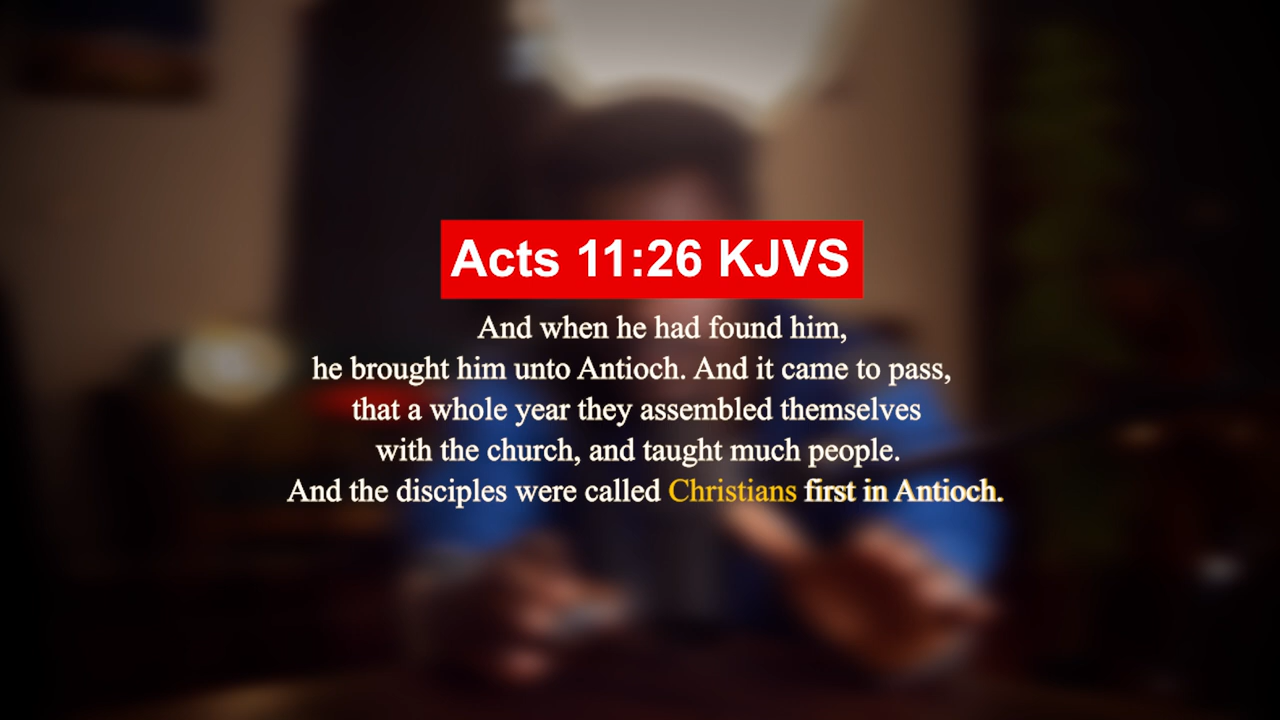 Acts 11:26 KJVS
And when he had found him,
he brought him unto Antioch. And it came to pass,
that a whole year they assembled themselves
with the church, and taught much people.
And the disciples were called Christians first in Antioch.